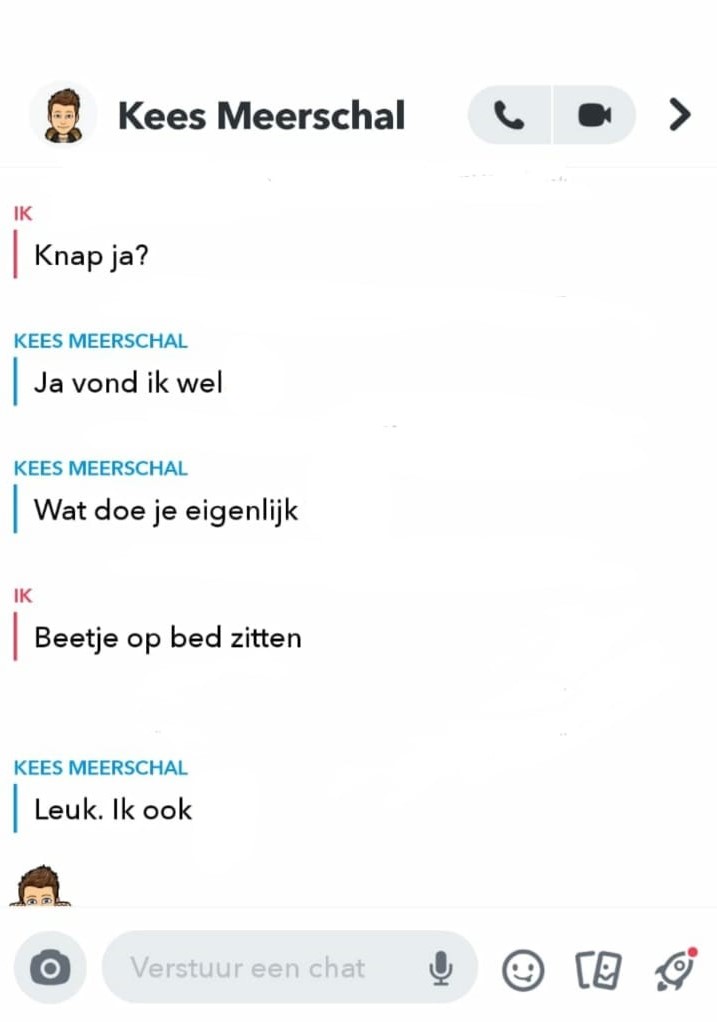 Kees Meerschal
IK
Knap ja?
KEES MEERSCHAL
Ja vond ik wel
KEES MEERSCHAL
Wat doe je eigenlijk
IK
Beetje op bed zitten
KEES MEERSCHAL
Leuk. Ik ook
Verstuur een chat